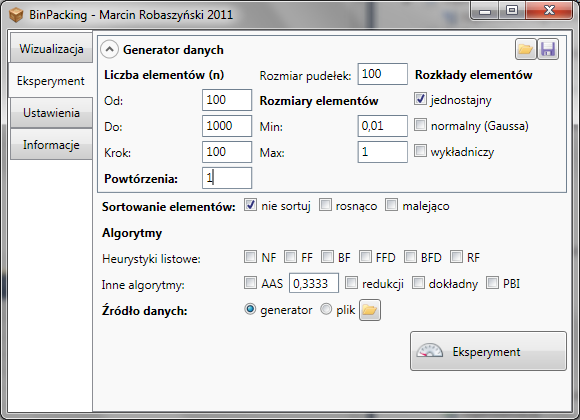 BinPacking - Marcin Robaszyński 2011
Wizualizacja
Eksperyment
Ustawienia
Informacje
Generator danych
Liczba elementów (n) Rozmiar pudełek: 100 Rozkłady elementów
Od: 100 Rozmiary elementów jednostajny
Do: 1000 Min: 0,01 normalny (Gaussa)
Krok: 100 Max: 1 wykładniczy
Powtórzenia: 1
Sortowanie elementów: nie sortuj rosnąco malejąco
Algorytmy
Heurystyki listowe: NF FF BF FFD BFD RF
Inne algorytmy: AAS 0,3333 redukcji dokładny PBI
Źródło danych: generator plik
Eksperyment